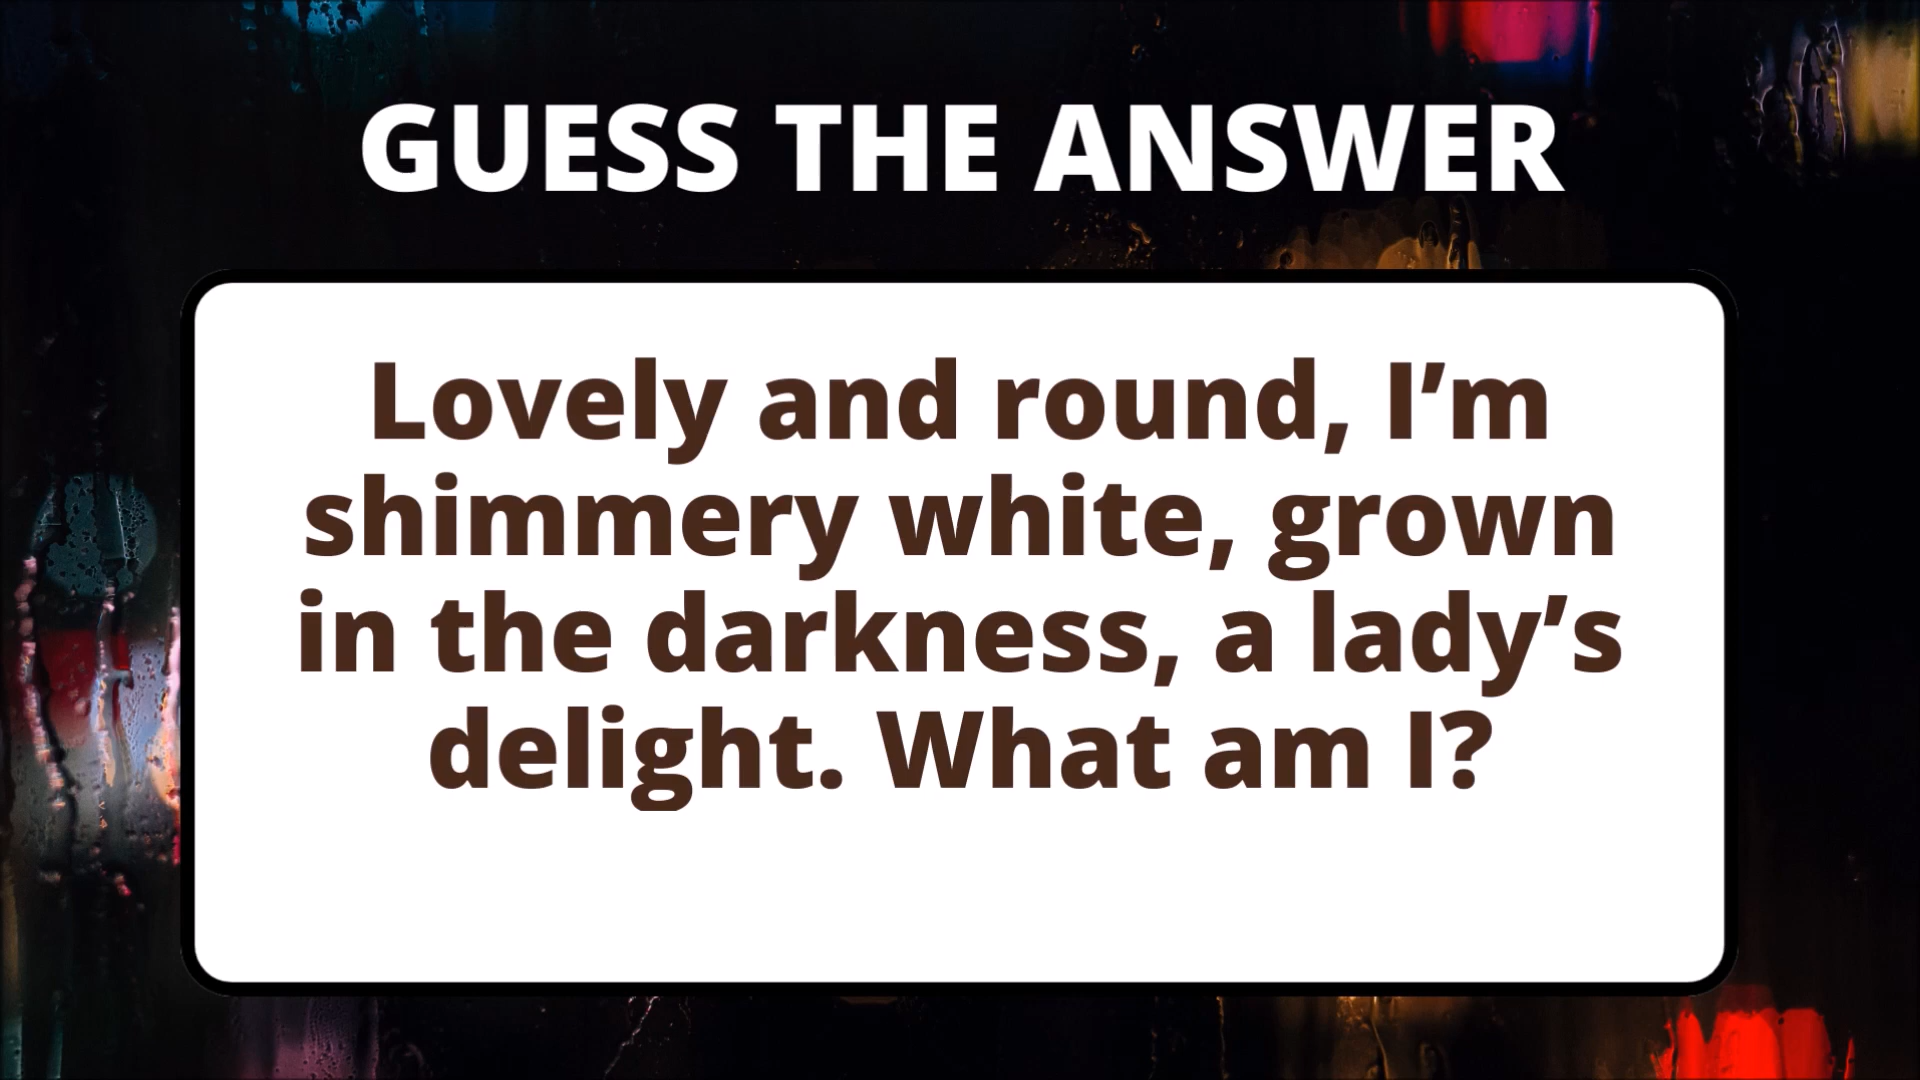 GUESS THE ANSWER
Lovely and round, I’m
shimmery white, grown
in the darkness, a lady’s
delight. What am I?